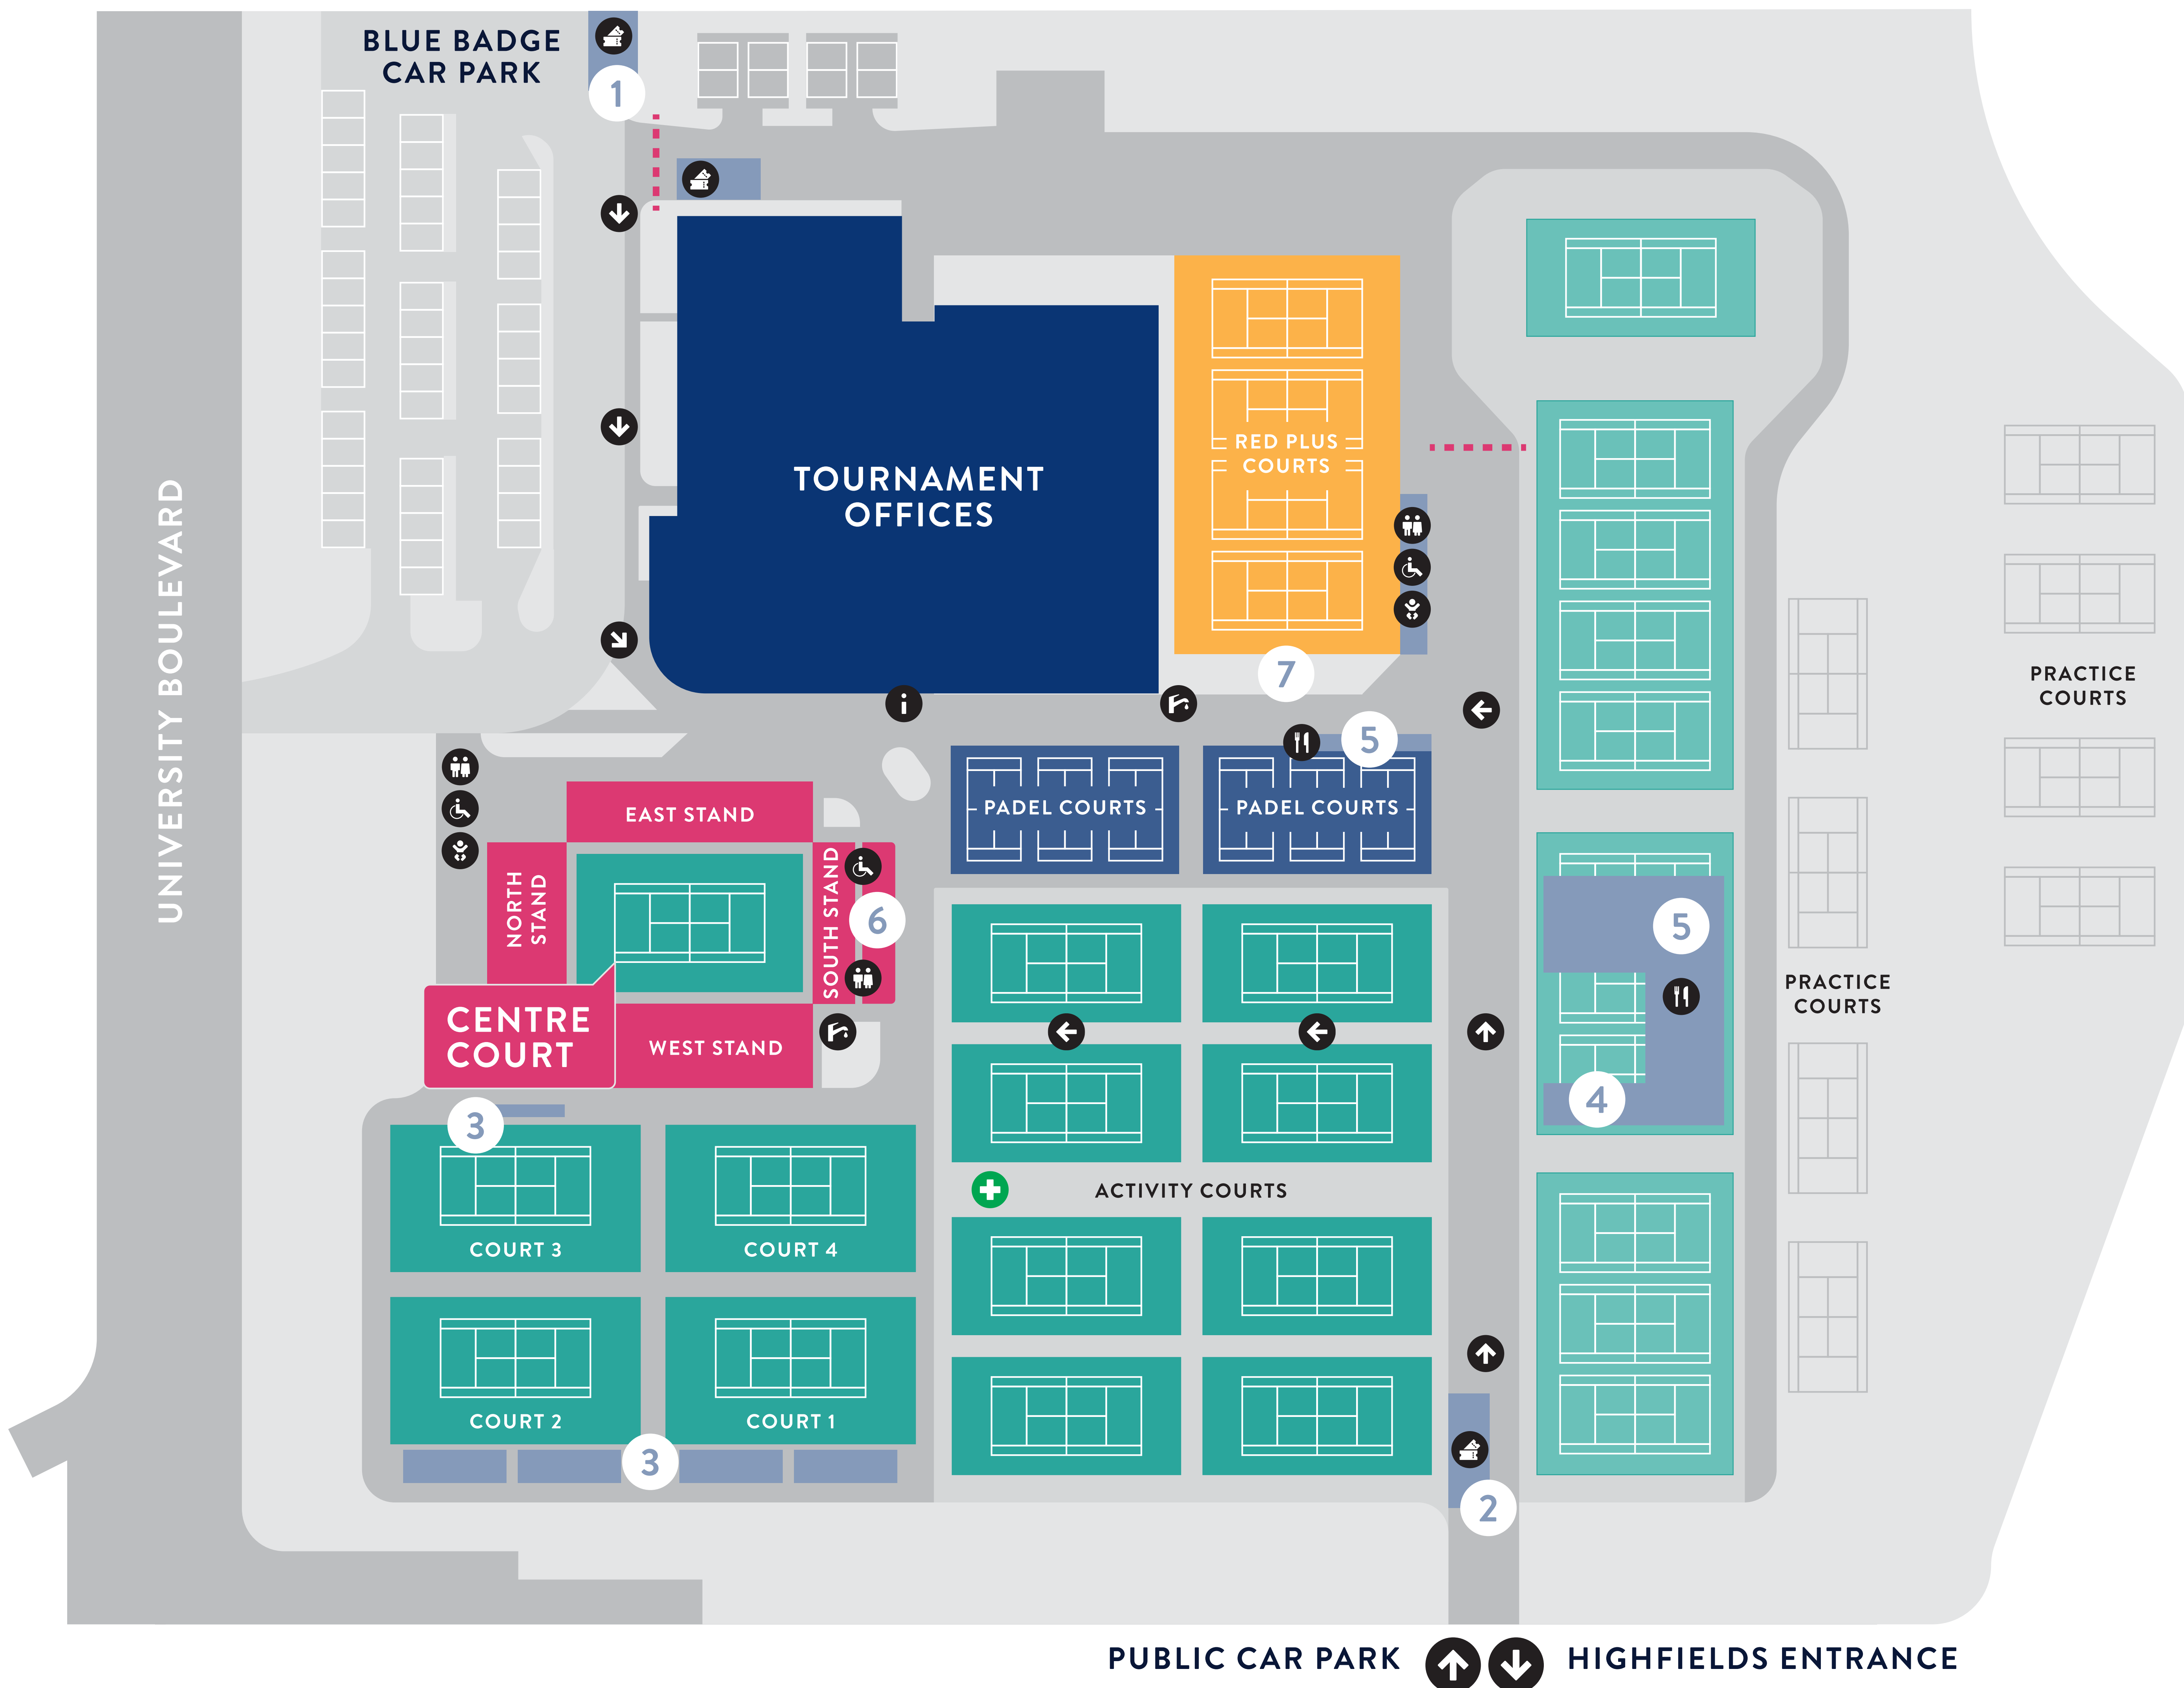 BLUE BADGE
CAR PARK
1
UNIVERSITY BOULEVARD
TOURNAMENT
OFFICES
RED PLUS
COURTS
7
i
5
PADEL COURTS
PADEL COURTS
PRACTICE
COURTS
EAST STAND
NORTH
STAND
SOUTH STAND
6
WEST STAND
CENTRE
COURT
5
4
PRACTICE
COURTS
3
COURT 3
COURT 4
ACTIVITY COURTS
COURT 2
COURT 1
3
2
PUBLIC CAR PARK
HIGHFIELDS ENTRANCE